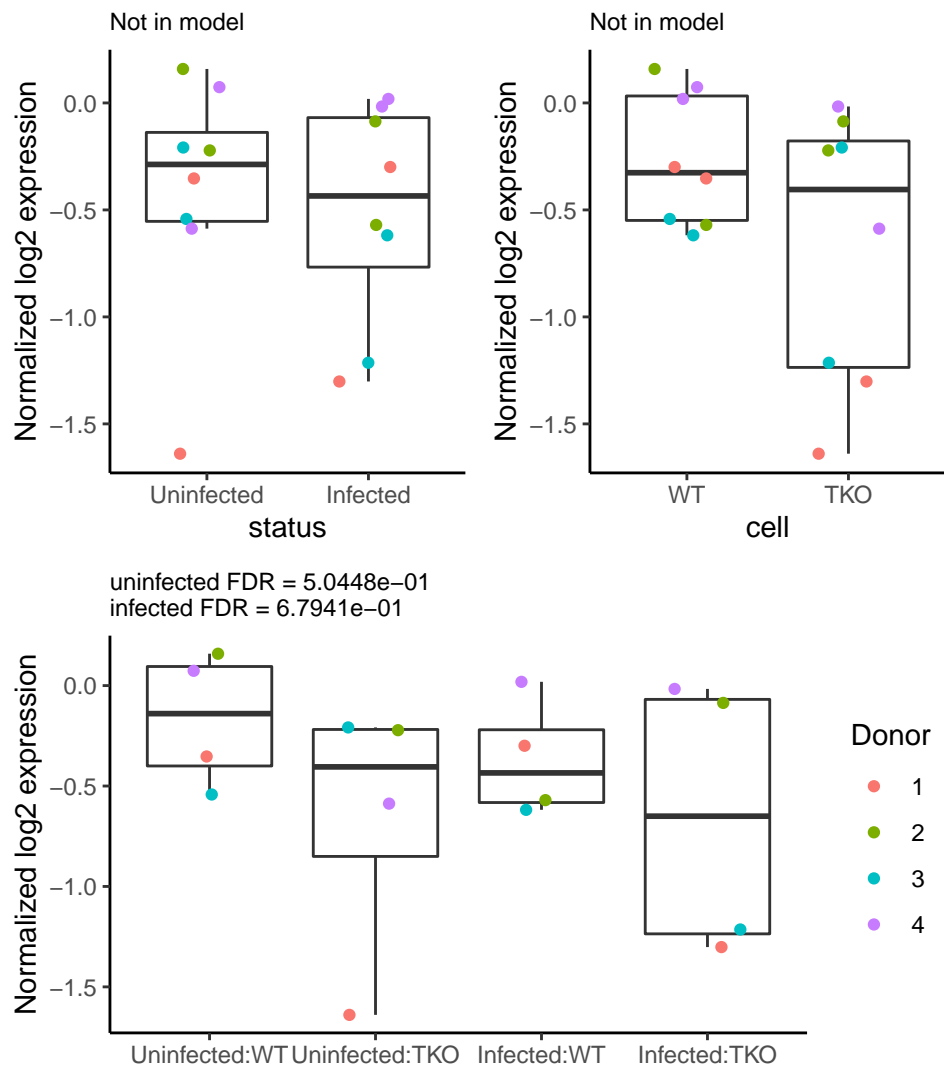 Not in model
Normalized log2 expression
0.0
−0.5
−1.0
−1.5
Uninfected Infected
status
Not in model
Normalized log2 expression
0.0
−0.5
−1.0
−1.5
WT TKO
cell
uninfected FDR = 5.0448e−01
infected FDR = 6.7941e−01
Normalized log2 expression
0.0
−0.5
−1.0
−1.5
Uninfected:WT Uninfected:TKO Infected:WT Infected:TKO
Donor
1
2
3
4